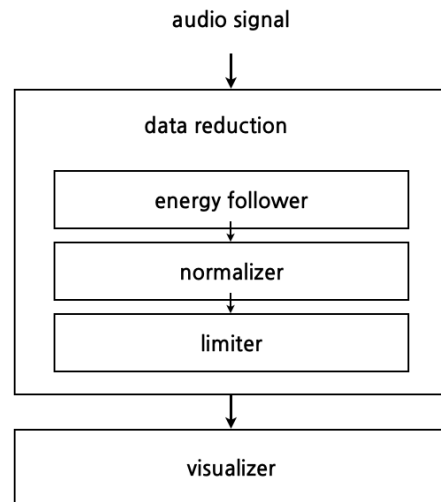 audio signal
data reduction
energy follower
normalizer
limiter
visualizer